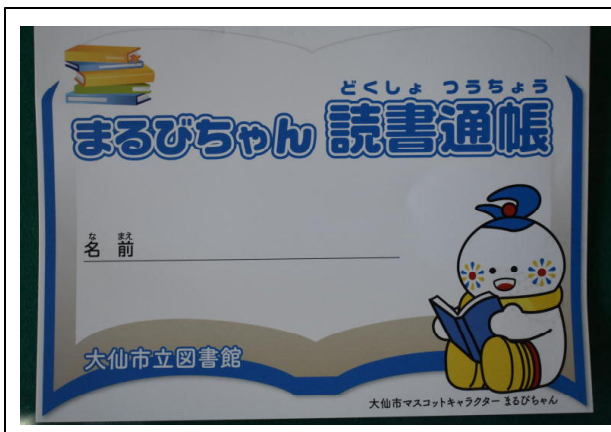 どくしょ つうちょう
まるびちゃん 読書通帳
な まえ
名 前
大仙市立図書館
大仙市マスコットキャラクター まるびちゃん